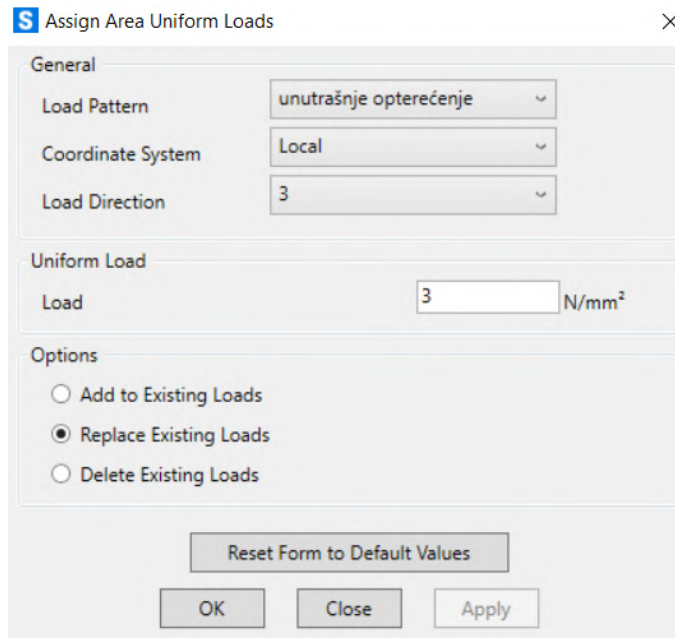 S Assign Area Uniform Loads
General
Load Pattern unutrašnje opterećenje
Coordinate System Local
Load Direction 3
Uniform Load
Load 3 N/mm²
Options
Add to Existing Loads
Replace Existing Loads
Delete Existing Loads
Reset Form to Default Values
OK Close Apply